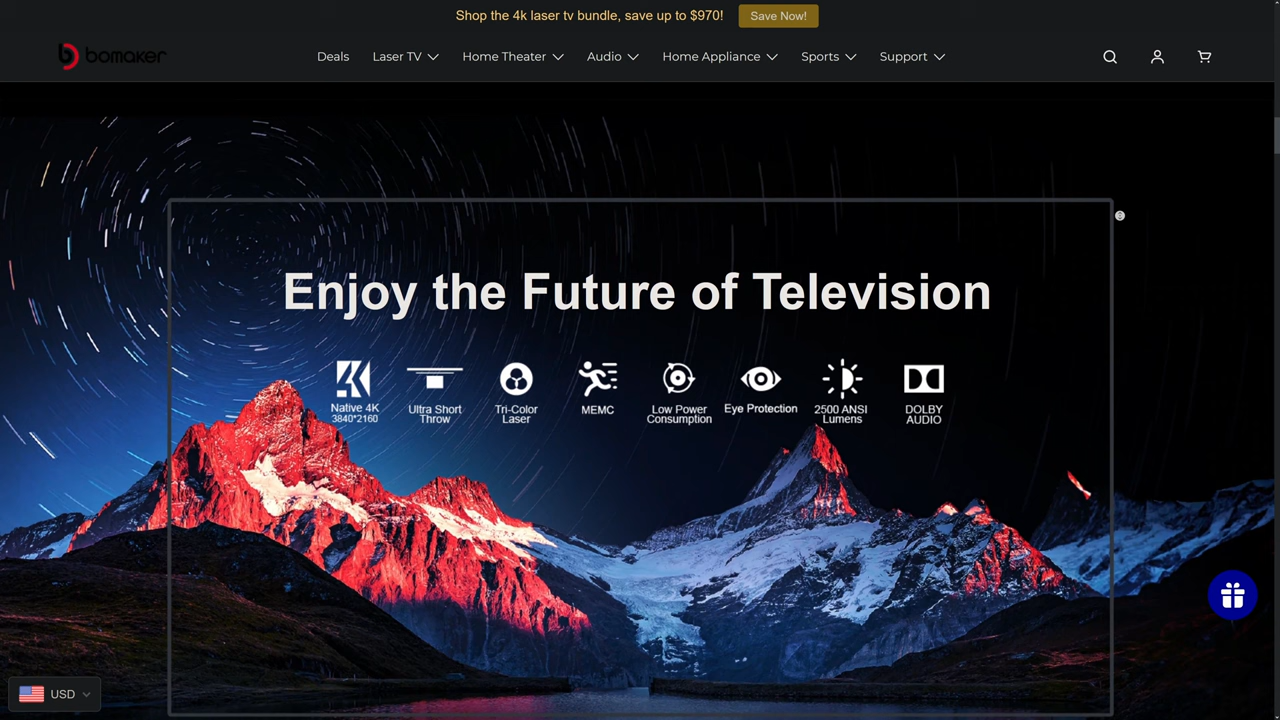 Shop the 4k laser tv bundle, save up to $970! Save Now!
bomaker Deals Laser TV Home Theater Audio Home Appliance Sports Support
Enjoy the Future of Television
Native 4K
3840*2160
Ultra Short
Throw
Tri-Color
Laser
MEMC
Low Power
Consumption
Eye Protection
2500 ANSI
Lumens
DOLBY
AUDIO
USD